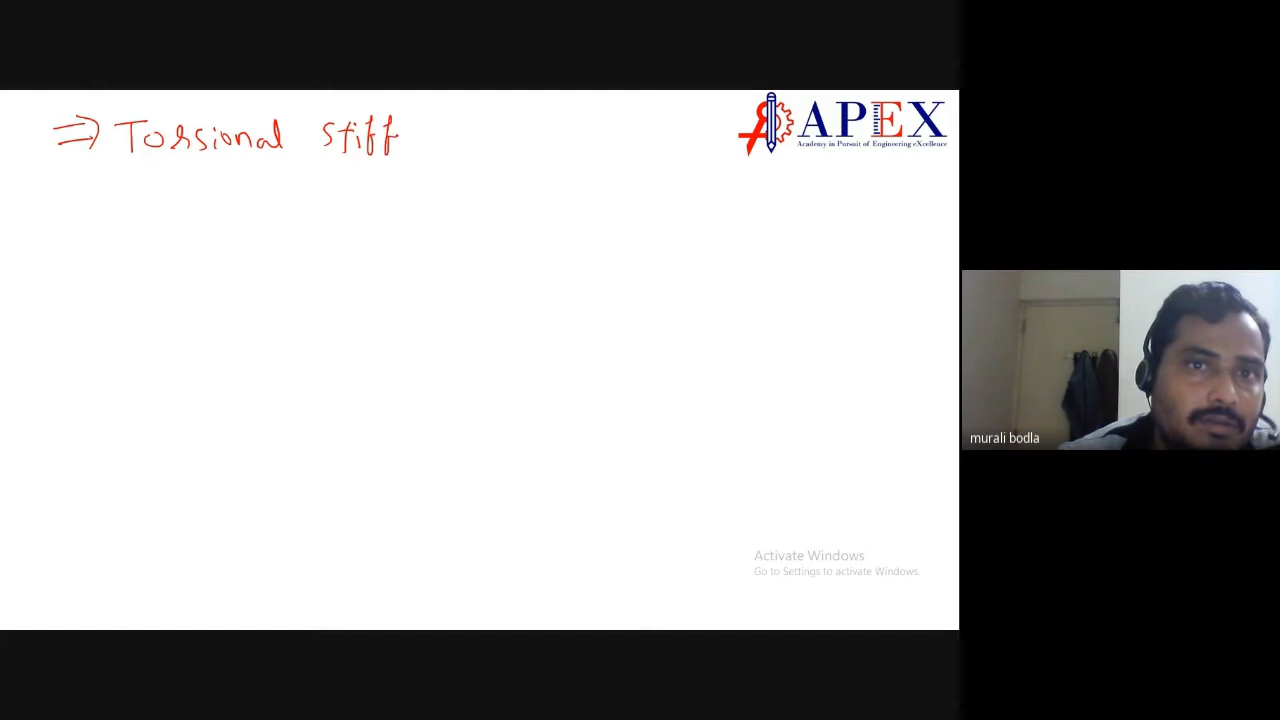 ⇒ Torsional stiff
APEX
Academy in Pursuit of Engineering eXcellence
murali bodla
Activate Windows
Go to Settings to activate Windows.